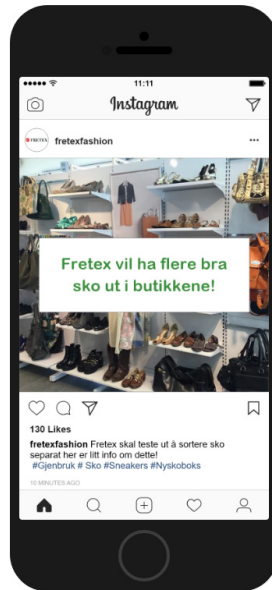 11:11
Instagram
FRETEX
fretexfashion
Fretex vil ha flere bra
sko ut i butikkene!
130 Likes
fretexfashion Fretex skal teste ut å sortere sko
separat her er litt info om dette!
#Gjenbruk # Sko #Sneakers #Nyskoboks
10 MINUTES AGO